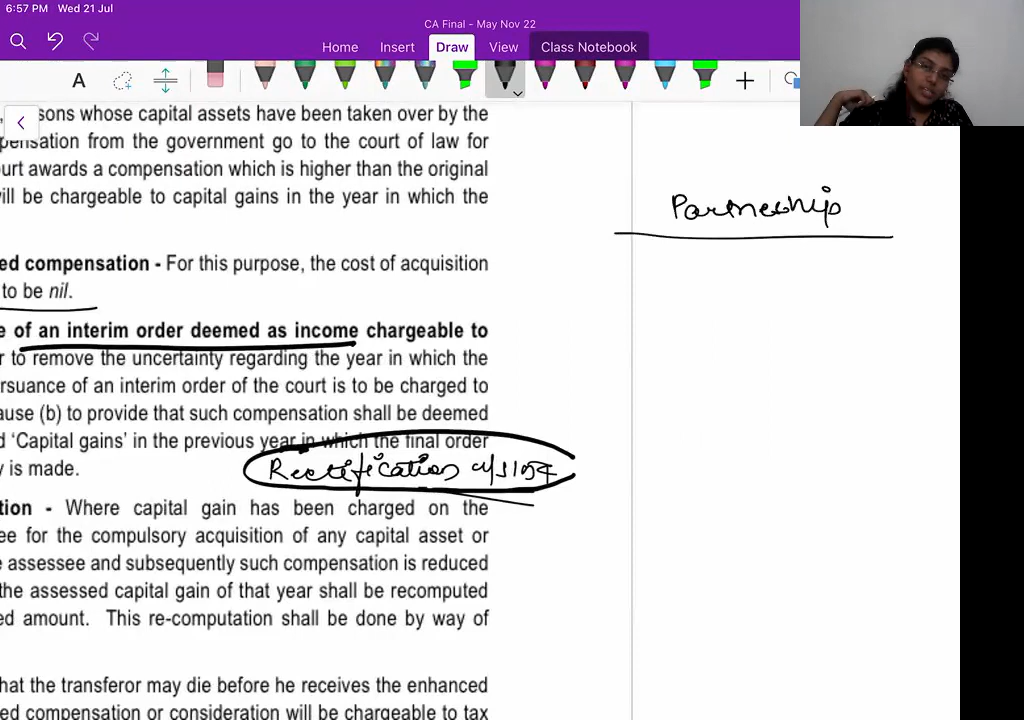 6:57 PM Wed 21 Jul
CA Final - May Nov 22
Home Insert Draw View Class Notebook
A
sons whose capital assets have been taken over by the
pensation from the government go to the court of law for
urt awards a compensation which is higher than the original
ill be chargeable to capital gains in the year in which the
Partneship
ed compensation - For this purpose, the cost of acquisition
to be nil.
e of an interim order deemed as income chargeable to
r to remove the uncertainty regarding the year in which the
rsuance of an interim order of the court is to be charged to
ause (b) to provide that such compensation shall be deemed
d 'Capital gains' in the previous year in which the final order
y is made.
Rectification u/s 154
tion - Where capital gain has been charged on the
ee for the compulsory acquisition of any capital asset or
e assessee and subsequently such compensation is reduced
the assessed capital gain of that year shall be recomputed
ed amount. This re-computation shall be done by way of
hat the transferor may die before he receives the enhanced
ed compensation or consideration will be chargeable to tax